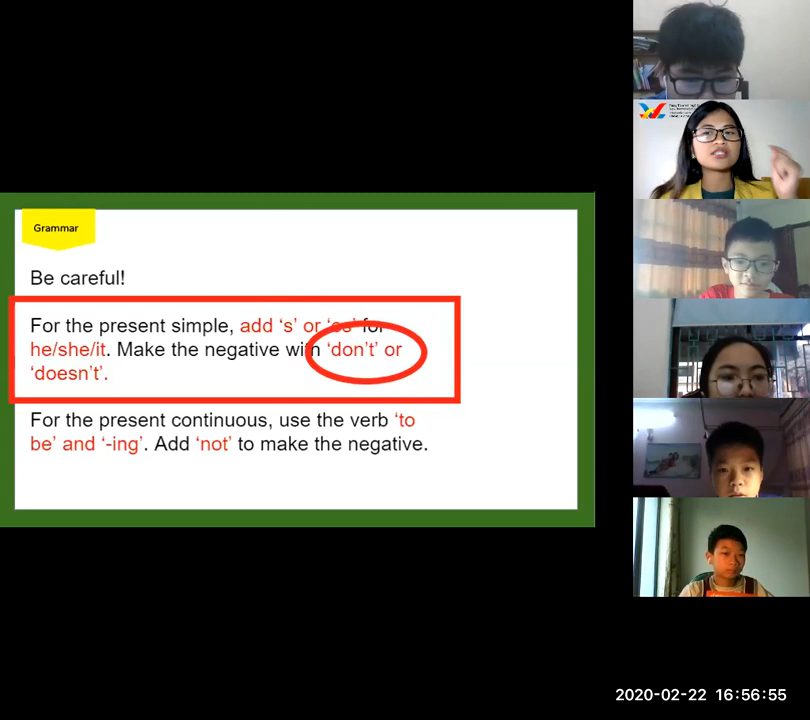 Grammar
Be careful!
For the present simple, add ‘s’ or ‘es’ for
he/she/it. Make the negative with ‘don’t’ or
‘doesn’t’.
For the present continuous, use the verb ‘to
be’ and ‘-ing’. Add ‘not’ to make the negative.
2020-02-22 16:56:55